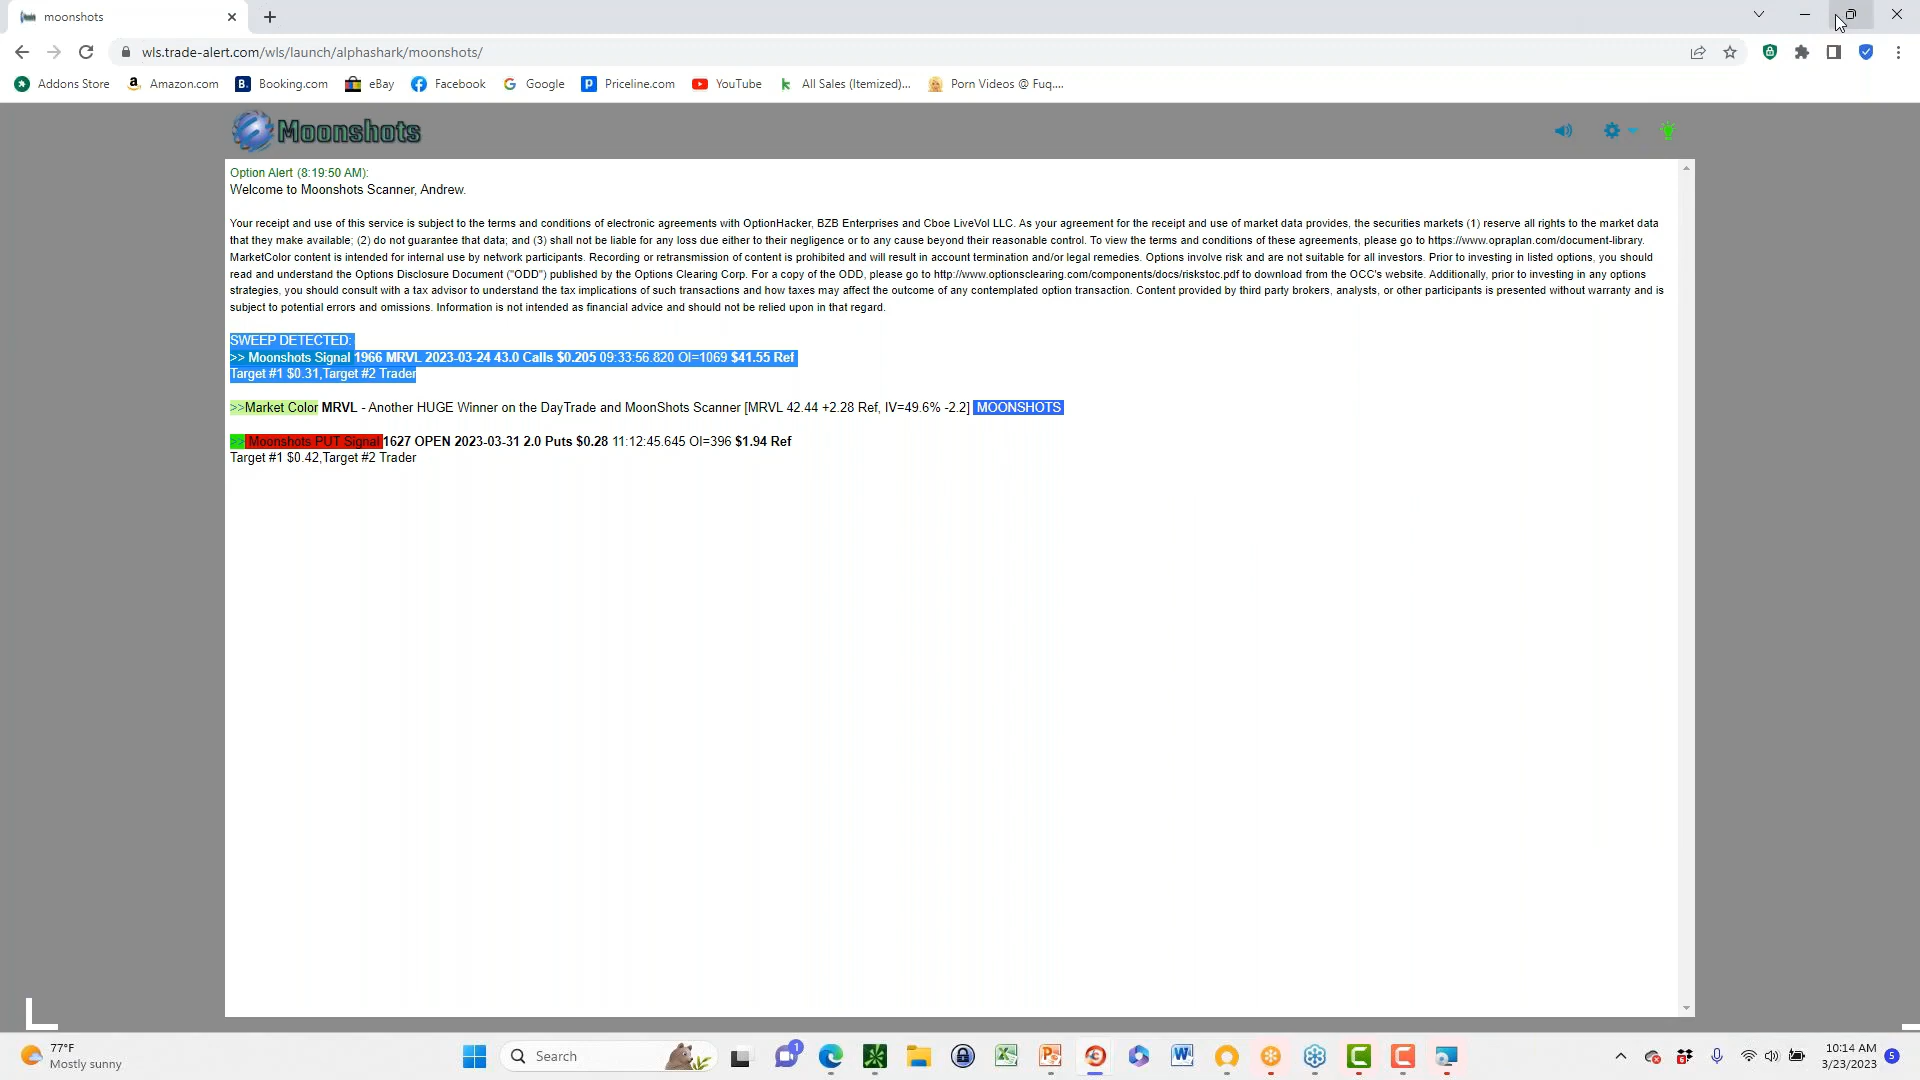 moonshots
wls.trade-alert.com/wls/launch/alphashark/moonshots/
Addons Store Amazon.com Booking.com eBay Facebook Google Priceline.com YouTube All Sales (Itemized)... Porn Videos @ Fuq....
Moonshots
Option Alert (8:19:50 AM):
Welcome to Moonshots Scanner, Andrew.
Your receipt and use of this service is subject to the terms and conditions of electronic agreements with OptionHacker, BZB Enterprises and Cboe LiveVol LLC. As your agreement for the receipt and use of market data provides, the securities markets (1) reserve all rights to the market data
that they make available; (2) do not guarantee that data; and (3) shall not be liable for any loss due either to their negligence or to any cause beyond their reasonable control. To view the terms and conditions of these agreements, please go to https://www.opraplan.com/document-library.
MarketColor content is intended for internal use by network participants. Recording or retransmission of content is prohibited and will result in account termination and/or legal remedies. Options involve risk and are not suitable for all investors. Prior to investing in listed options, you should
read and understand the Options Disclosure Document ("ODD") published by the Options Clearing Corp. For a copy of the ODD, please go to http://www.optionsclearing.com/components/docs/riskstoc.pdf to download from the OCC's website. Additionally, prior to investing in any options
strategies, you should consult with a tax advisor to understand the tax implications of such transactions and how taxes may affect the outcome of any contemplated option transaction. Content provided by third party brokers, analysts, or other participants is presented without warranty and is
subject to potential errors and omissions. Information is not intended as financial advice and should not be relied upon in that regard.
SWEEP DETECTED:
>> Moonshots Signal 1966 MRVL 2023-03-24 43.0 Calls $0.205 09:33:56.820 OI=1069 $41.55 Ref
Target #1 $0.31,Target #2 Trader
>>Market Color MRVL - Another HUGE Winner on the DayTrade and MoonShots Scanner [MRVL 42.44 +2.28 Ref, IV=49.6% -2.2] MOONSHOTS
>> Moonshots PUT Signal 1627 OPEN 2023-03-31 2.0 Puts $0.28 11:12:45.645 OI=396 $1.94 Ref
Target #1 $0.42,Target #2 Trader
77°F
Mostly sunny
Search
1
10:14 AM
3/23/2023
5